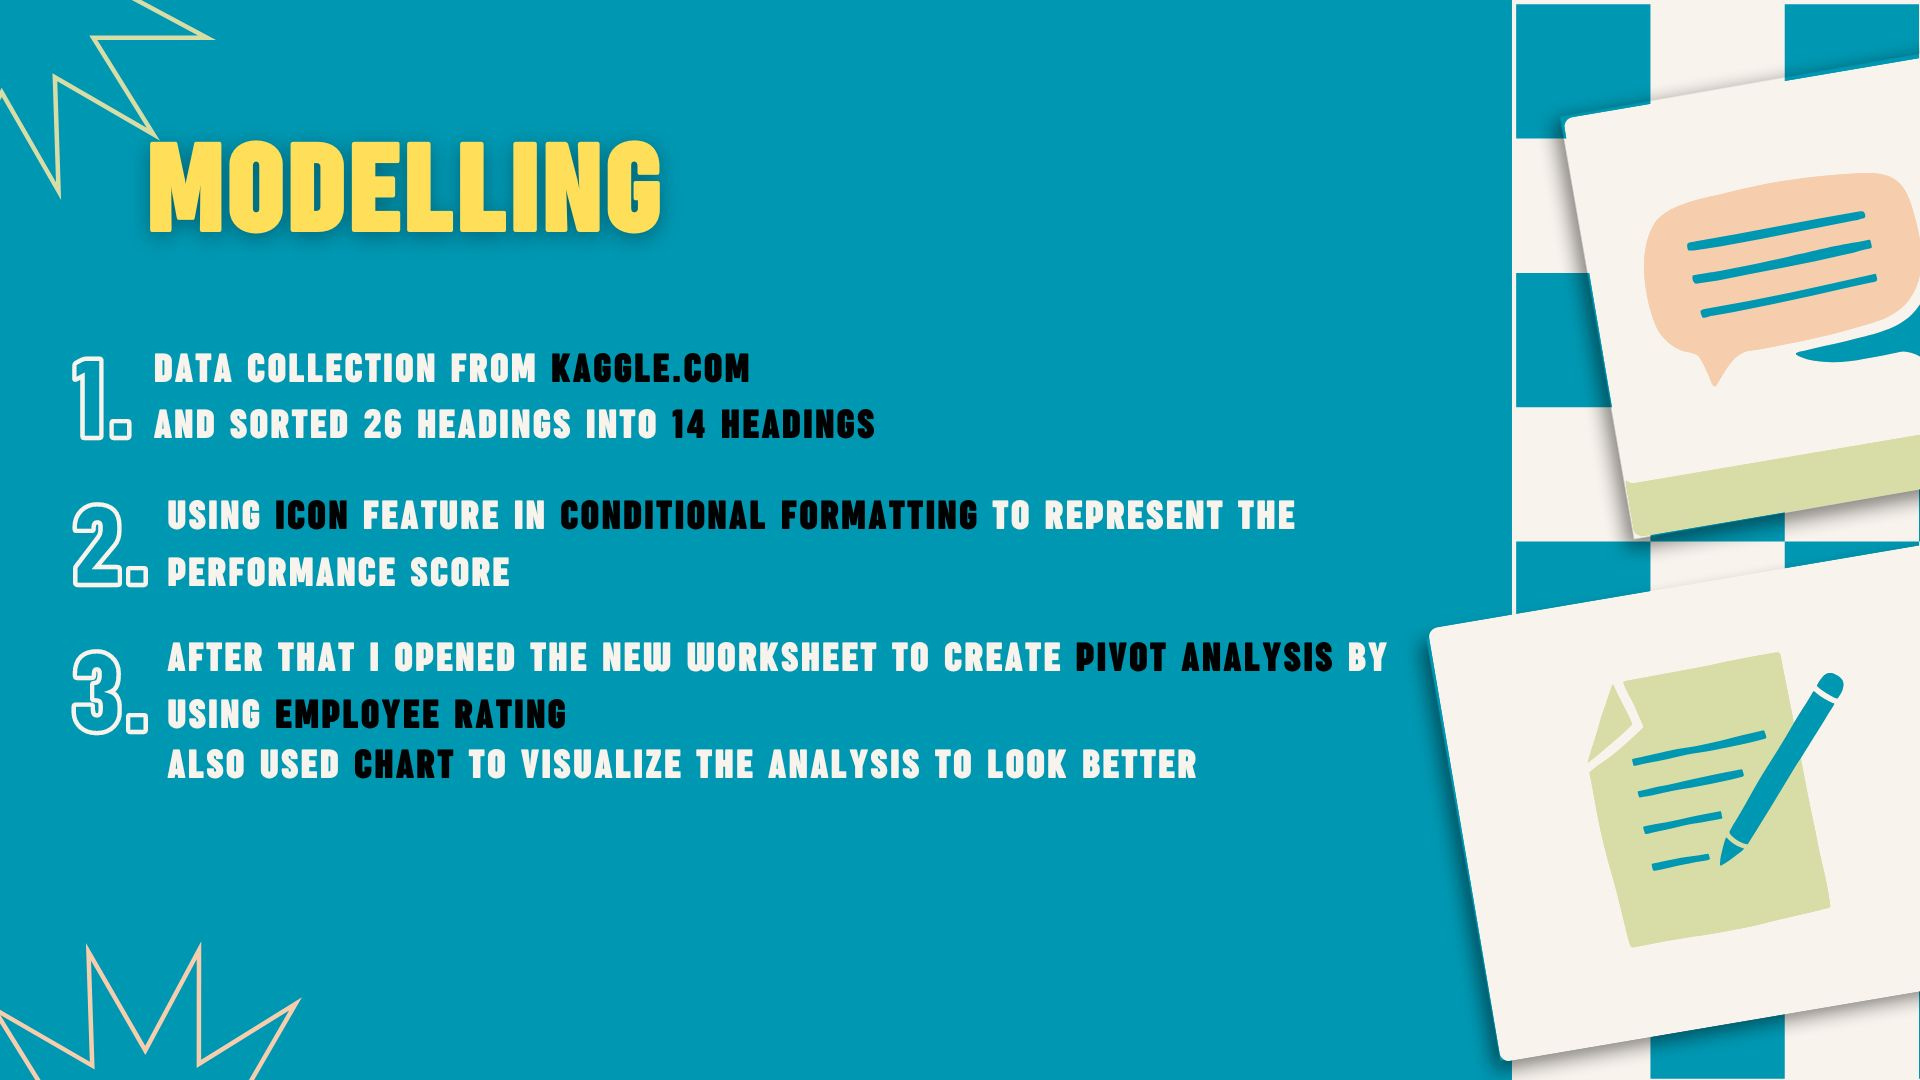 MODELLING
1. DATA COLLECTION FROM KAGGLE.COM
AND SORTED 26 HEADINGS INTO 14 HEADINGS
2. USING ICON FEATURE IN CONDITIONAL FORMATTING TO REPRESENT THE
PERFORMANCE SCORE
3. AFTER THAT I OPENED THE NEW WORKSHEET TO CREATE PIVOT ANALYSIS BY
USING EMPLOYEE RATING
ALSO USED CHART TO VISUALIZE THE ANALYSIS TO LOOK BETTER